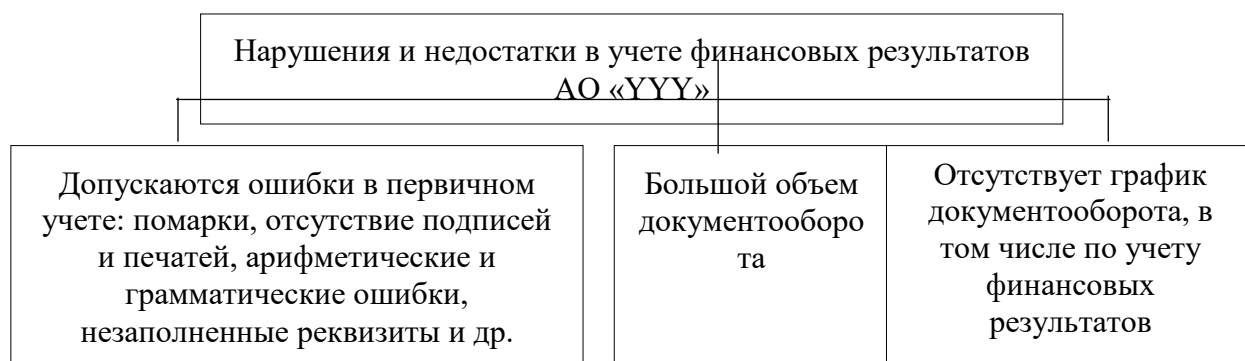 Нарушения и недостатки в учете финансовых результатов
АО «YYY»
Допускаются ошибки в первичном
учете: помарки, отсутствие подписей
и печатей, арифметические и
грамматические ошибки,
незаполненные реквизиты и др.
Большой объем
документооборо
та
Отсутствует график
документооборота, в
том числе по учету
финансовых
результатов